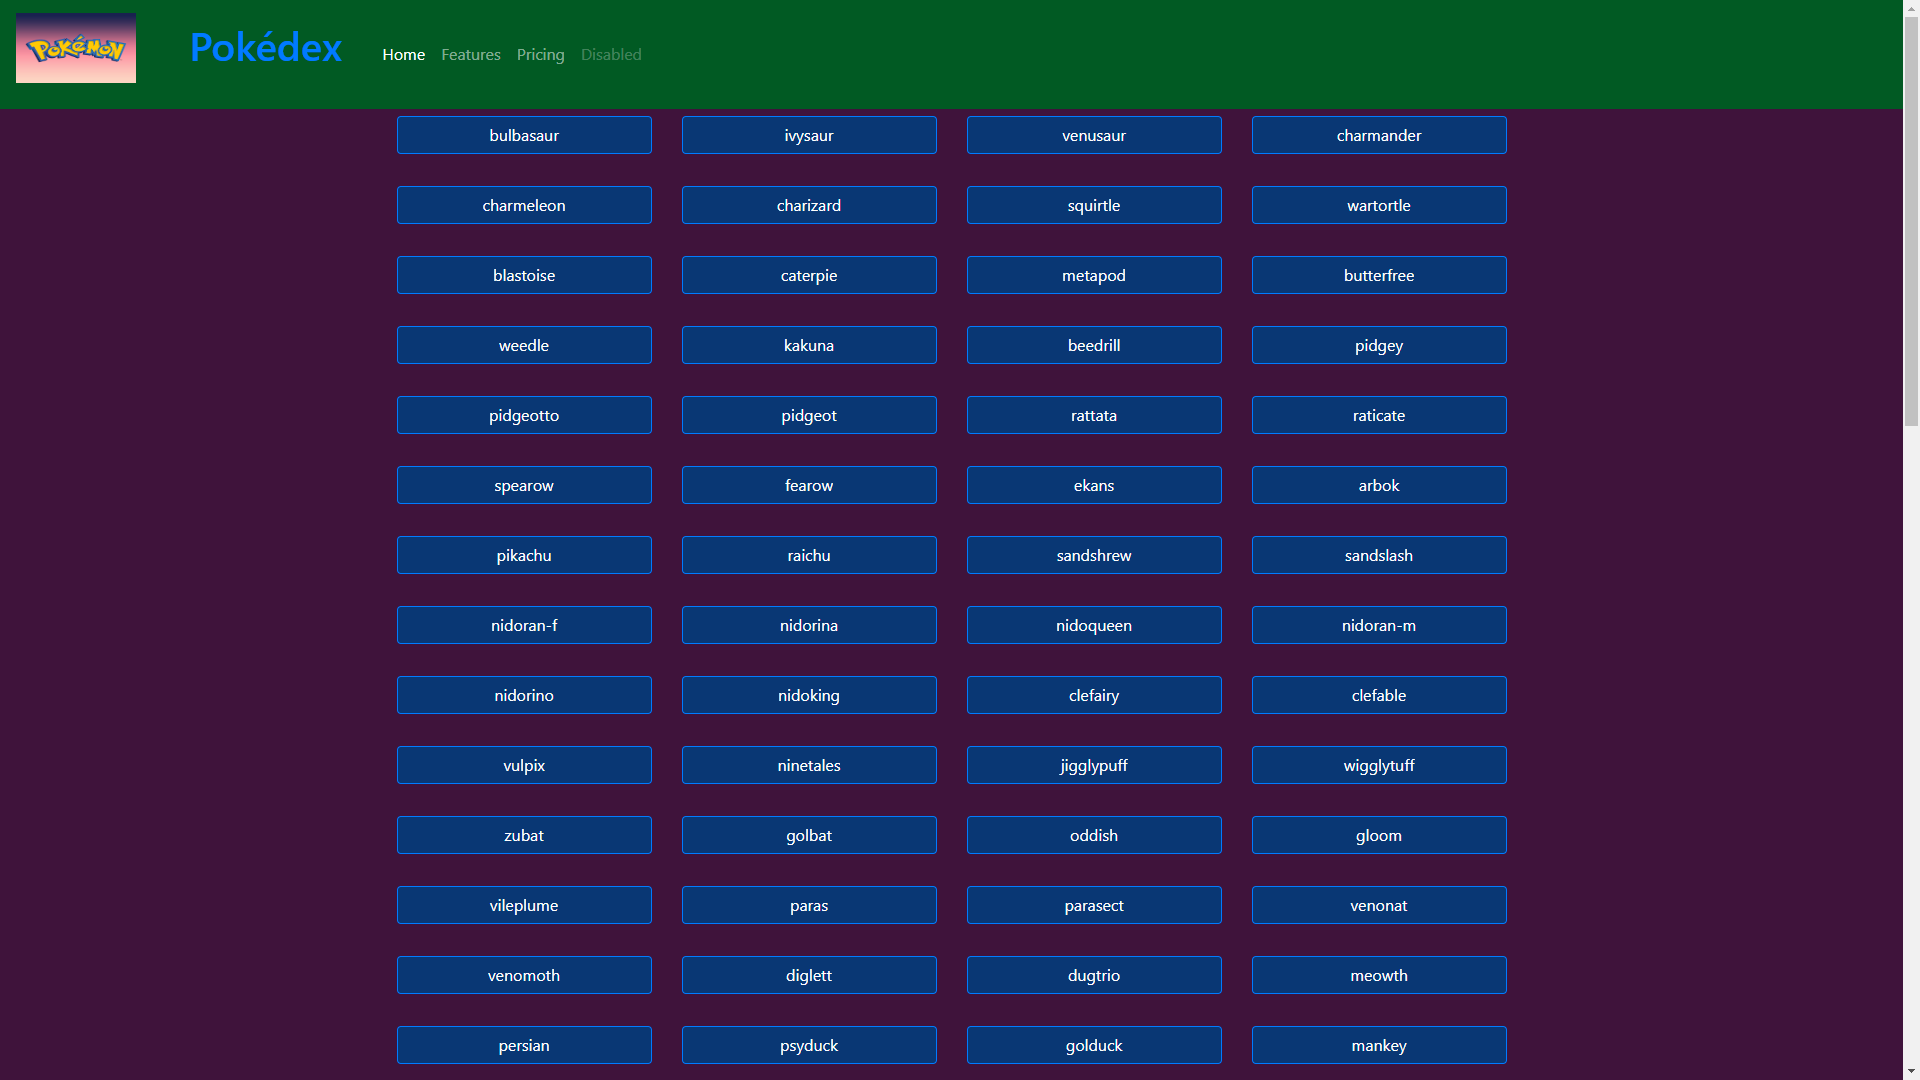 POKéMON
Pokédex
Home Features Pricing Disabled
bulbasaur ivysaur venusaur charmander
charmeleon charizard squirtle wartortle
blastoise caterpie metapod butterfree
weedle kakuna beedrill pidgey
pidgeotto pidgeot rattata raticate
spearow fearow ekans arbok
pikachu raichu sandshrew sandslash
nidoran-f nidorina nidoqueen nidoran-m
nidorino nidoking clefairy clefable
vulpix ninetales jigglypuff wigglytuff
zubat golbat oddish gloom
vileplume paras parasect venonat
venomoth diglett dugtrio meowth
persian psyduck golduck mankey